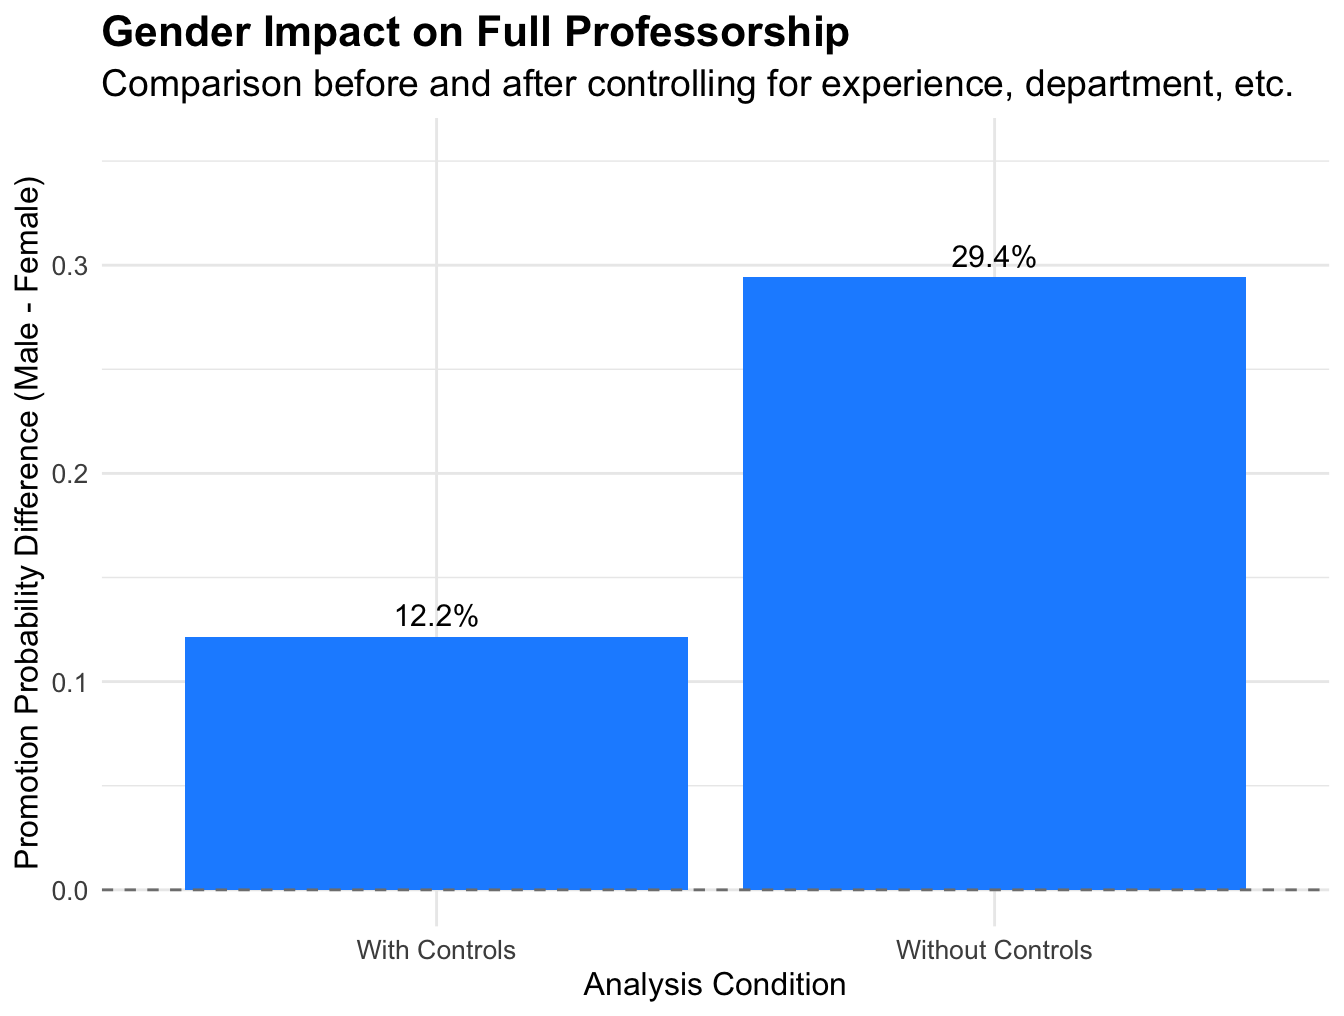 Gender Impact on Full Professorship
Comparison before and after controlling for experience, department, etc.
Promotion Probability Difference (Male - Female)
0.3
0.2
0.1
0.0
29.4%
12.2%
With Controls
Without Controls
Analysis Condition